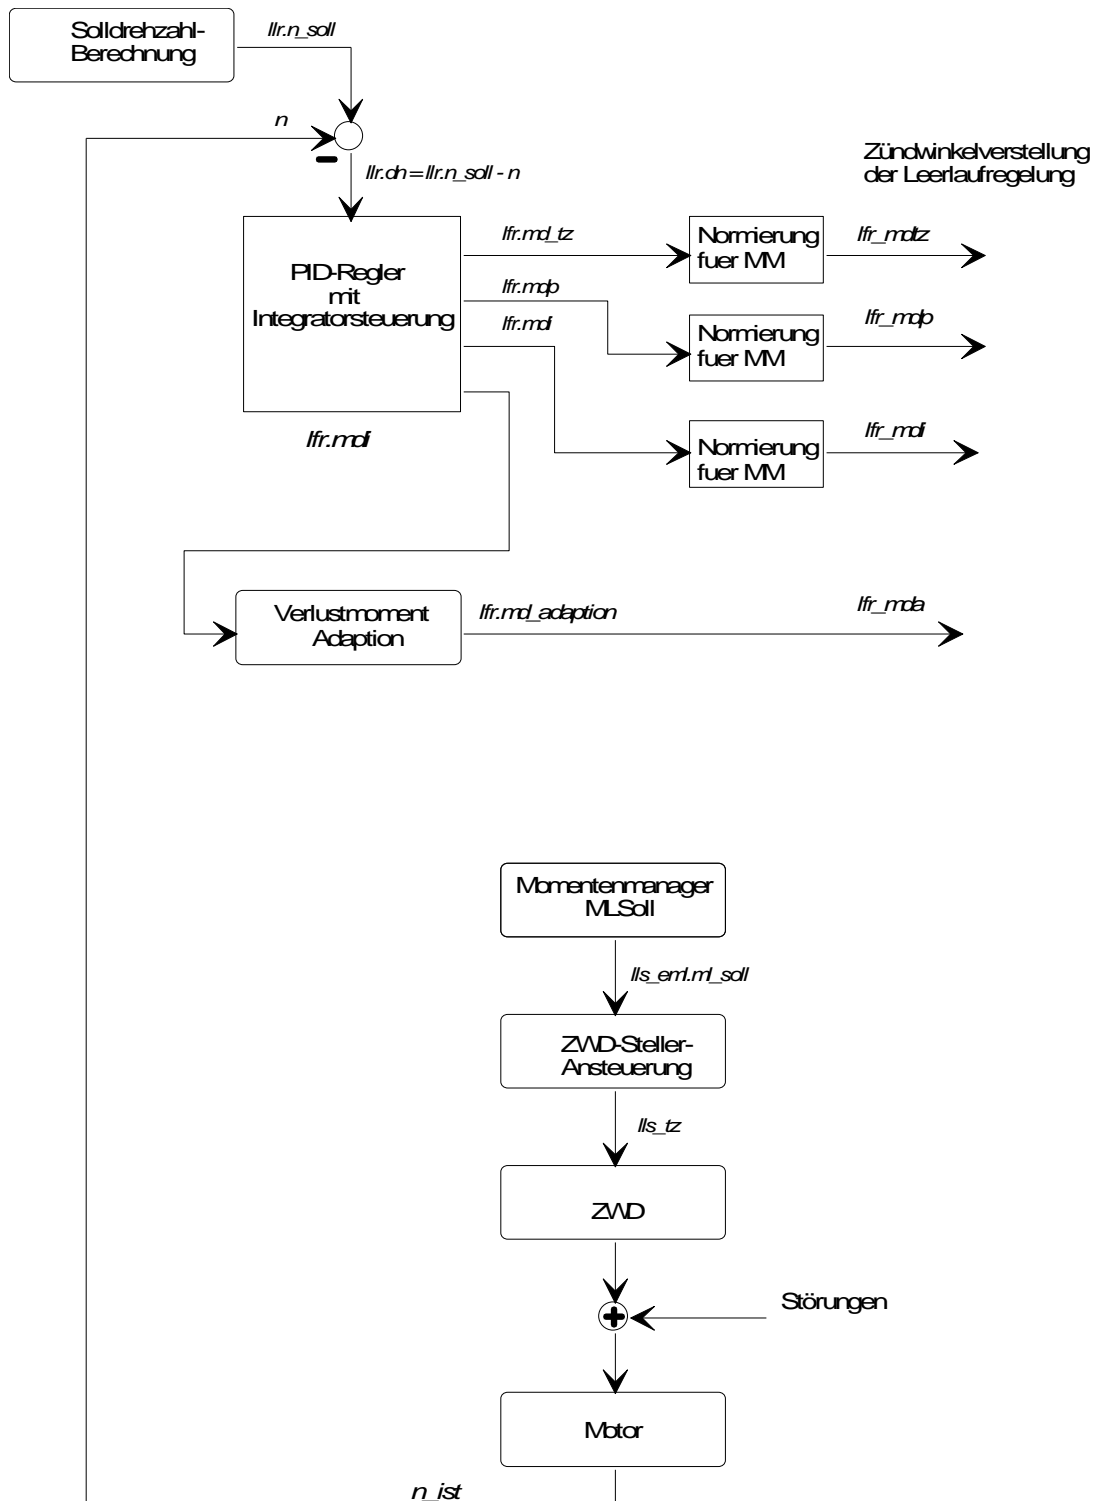 Solldrehzahl-
Berechnung
llr.n_soll
n
llr.dn = llr.n_soll - n
Zündwinkelverstellung
der Leerlaufregelung
PID-Regler
mit
Integratorsteuerung
lfr.md_tz
lfr.mdp
lfr.mdi
Normierung
fuer MM
lfr_mdtz
Normierung
fuer MM
lfr_mdp
Normierung
fuer MM
lfr_mdi
lfr.mdi
Verlustmoment
Adaption
lfr.md_adaption
lfr_mda
Momentenmanager
MLSoll
lls_eml.ml_soll
ZWD-Steller-
Ansteuerung
lls_tz
ZWD
Störungen
Motor
n_ist